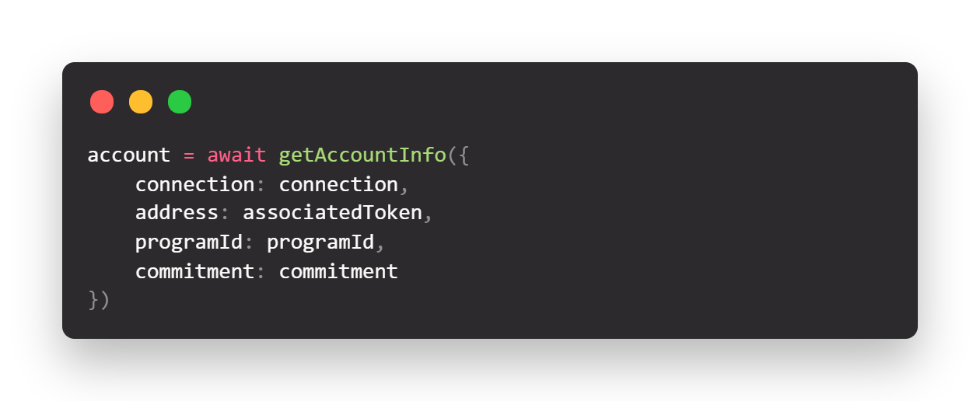 account = await getAccountInfo({
    connection: connection,
    address: associatedToken,
    programId: programId,
    commitment: commitment
})